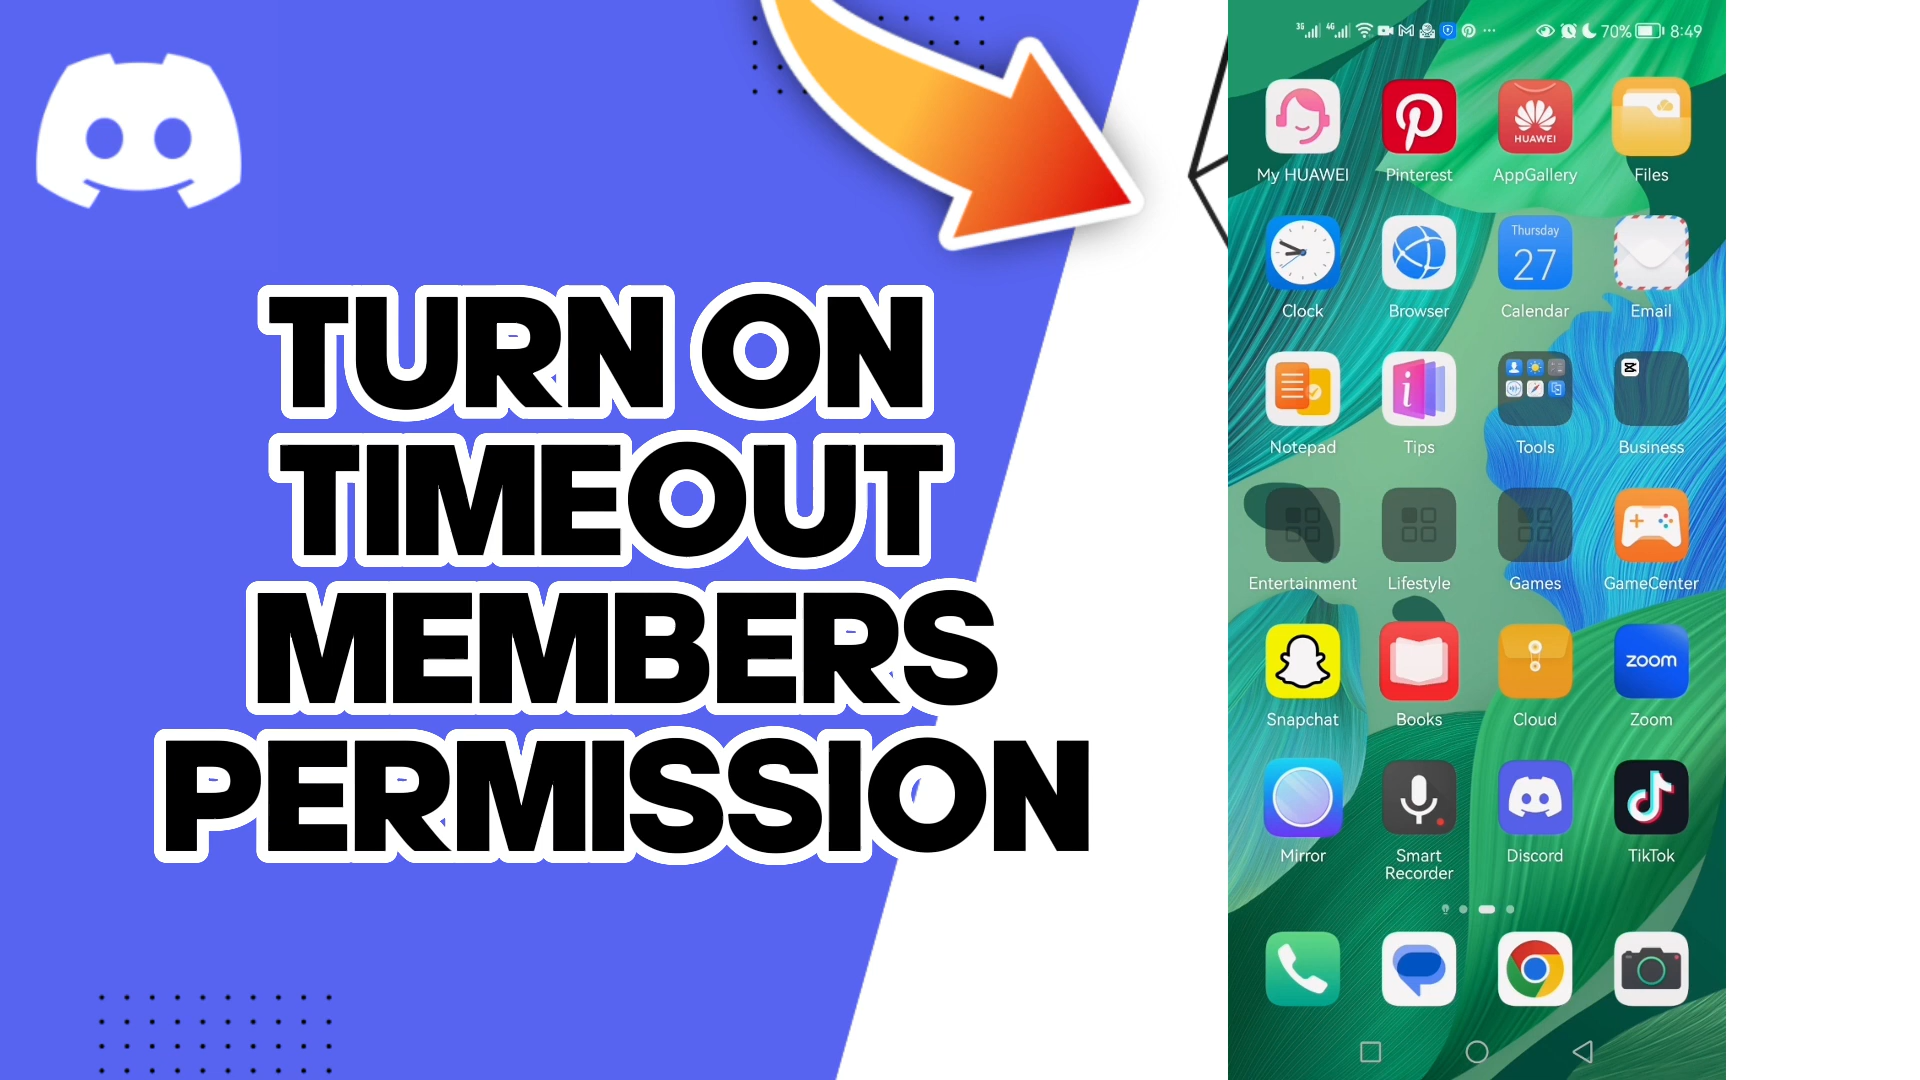 TURN ON
TIMEOUT
MEMBERS
PERMISSION
3G 4G 70% 8:49
HUAWEI
My HUAWEI Pinterest AppGallery Files
Thursday
27
Clock Browser Calendar Email
Notepad Tips Tools Business
Entertainment Lifestyle Games GameCenter
zoom
Snapchat Books Cloud Zoom
Mirror Smart Recorder Discord TikTok